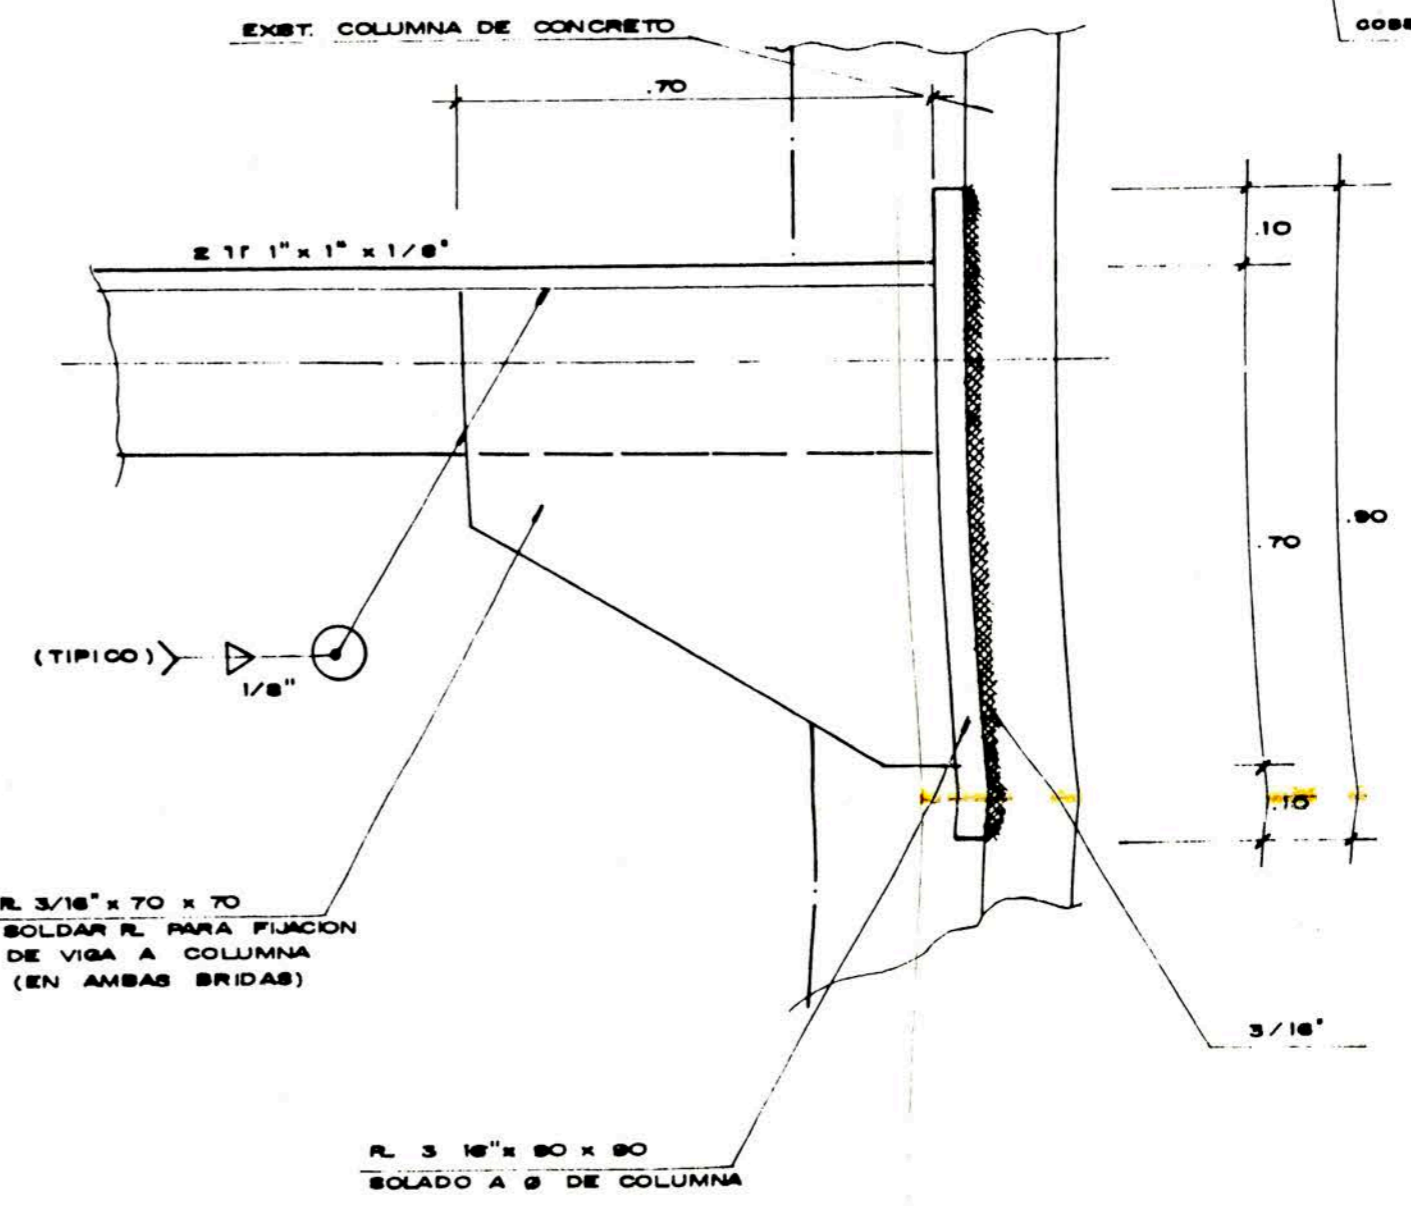 EXIST. COLUMNA DE CONCRETO
.70
1" x 1" x 1/8"
.10
.70
.90
.10
(TIPICO)
1/8"
PL 3/16" x 70 x 70
SOLDAR PL PARA FIJACION
DE VIGA A COLUMNA
(EN AMBAS BRIDAS)
3/16"
PL 3 16" x 90 x 90
SOLADO A Ø DE COLUMNA